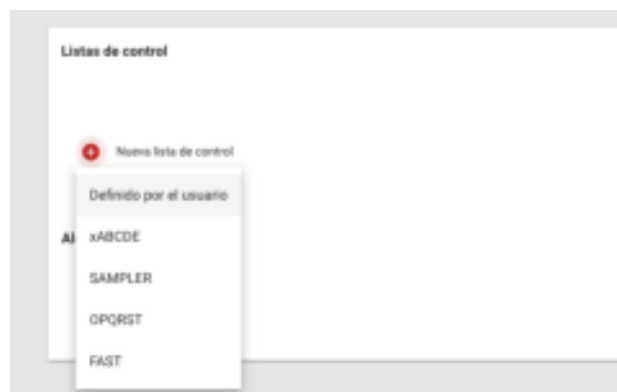 Listas de control
Nueva lista de control
Definido por el usuario
xABCDE
SAMPLER
OPQRST
FAST